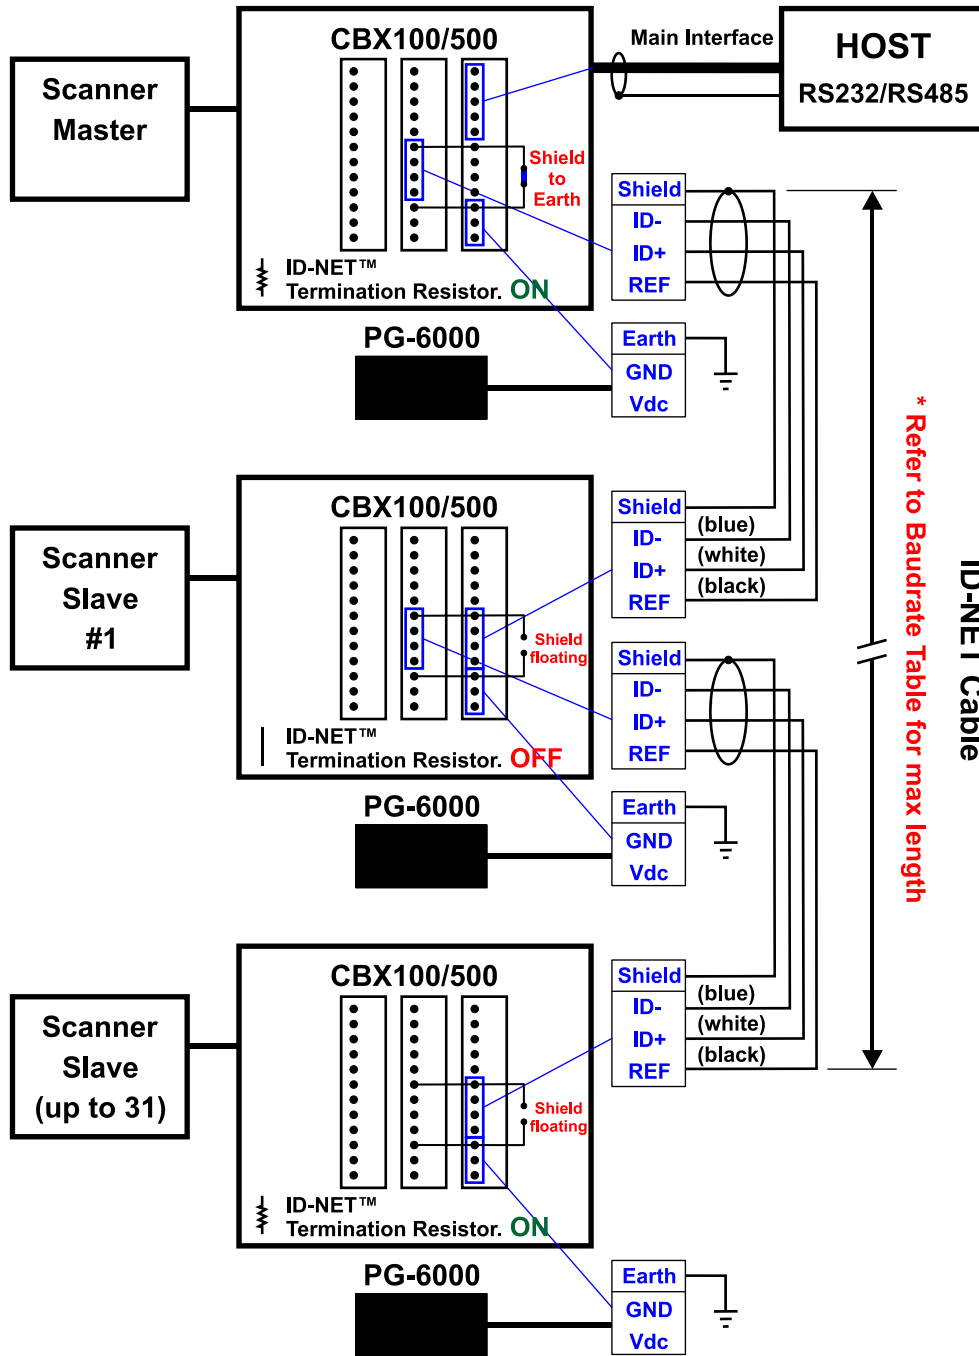 CBX100/500
Main Interface
HOST
RS232/RS485
Scanner
Master
Shield
to
Earth
Shield
ID-
ID+
REF
ID-NET™
Termination Resistor. ON
PG-6000
Earth
GND
Vdc
CBX100/500
Scanner
Slave
#1
Shield
ID-
ID+
REF
(blue)
(white)
(black)
Shield
floating
Shield
ID-
ID+
REF
ID-NET™
Termination Resistor. OFF
PG-6000
Earth
GND
Vdc
* Refer to Baudrate Table for max length
ID-NET Cable
CBX100/500
Scanner
Slave
(up to 31)
Shield
ID-
ID+
REF
(blue)
(white)
(black)
Shield
floating
ID-NET™
Termination Resistor. ON
PG-6000
Earth
GND
Vdc